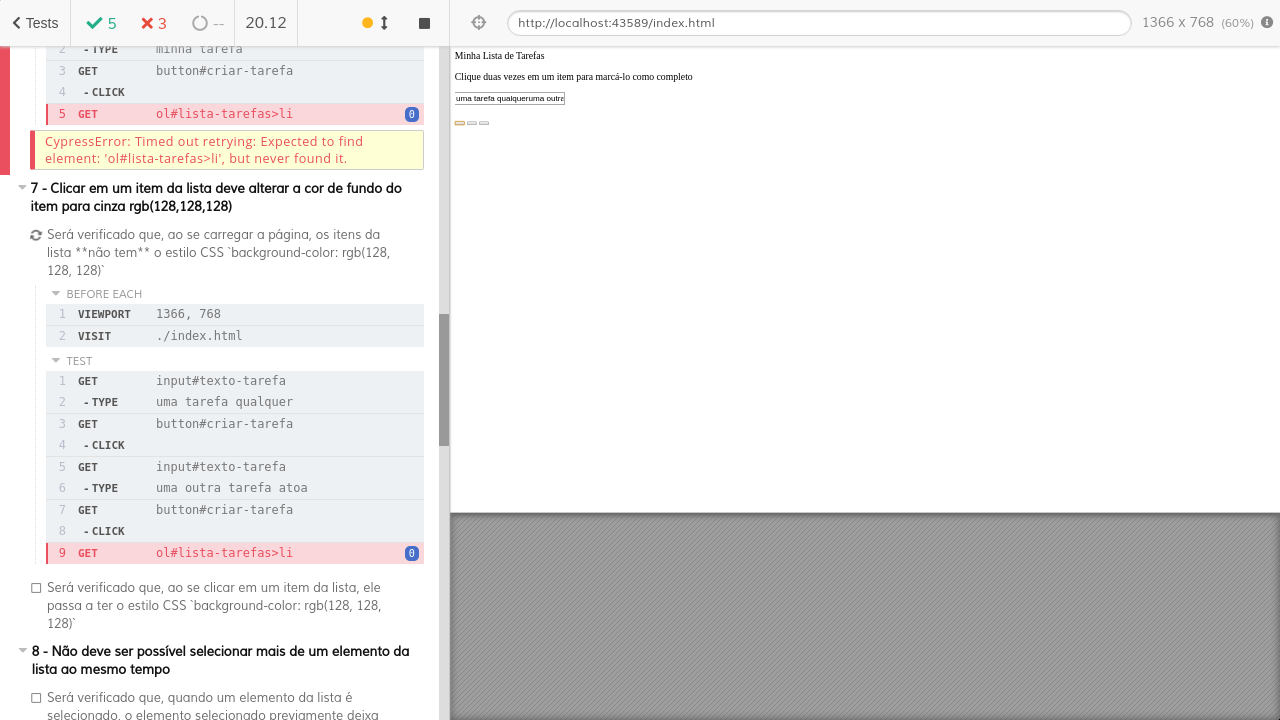 Tests
5
3
--
20.12
http://localhost:43589/index.html
1366 x 768 (60%)
2 -TYPE minha tarefa
3 GET button#criar-tarefa
4 -CLICK
5 GET ol#lista-tarefas>li 0
CypressError: Timed out retrying: Expected to find
element: 'ol#lista-tarefas>li', but never found it.
7 - Clicar em um item da lista deve alterar a cor de fundo do
item para cinza rgb(128,128,128)
Será verificado que, ao se carregar a página, os itens da
lista **não tem** o estilo CSS `background-color: rgb(128,
128, 128)`
BEFORE EACH
1 VIEWPORT 1366, 768
2 VISIT ./index.html
TEST
1 GET input#texto-tarefa
2 -TYPE uma tarefa qualquer
3 GET button#criar-tarefa
4 -CLICK
5 GET input#texto-tarefa
6 -TYPE uma outra tarefa atoa
7 GET button#criar-tarefa
8 -CLICK
9 GET ol#lista-tarefas>li 0
Será verificado que, ao se clicar em um item da lista, ele
passa a ter o estilo CSS `background-color: rgb(128, 128,
128)`
8 - Não deve ser possível selecionar mais de um elemento da
lista ao mesmo tempo
Será verificado que, quando um elemento da lista é
selecionado, o elemento selecionado previamente deixa
Minha Lista de Tarefas
Clique duas vezes em um item para marcá-lo como completo
uma tarefa qualqueruma outra